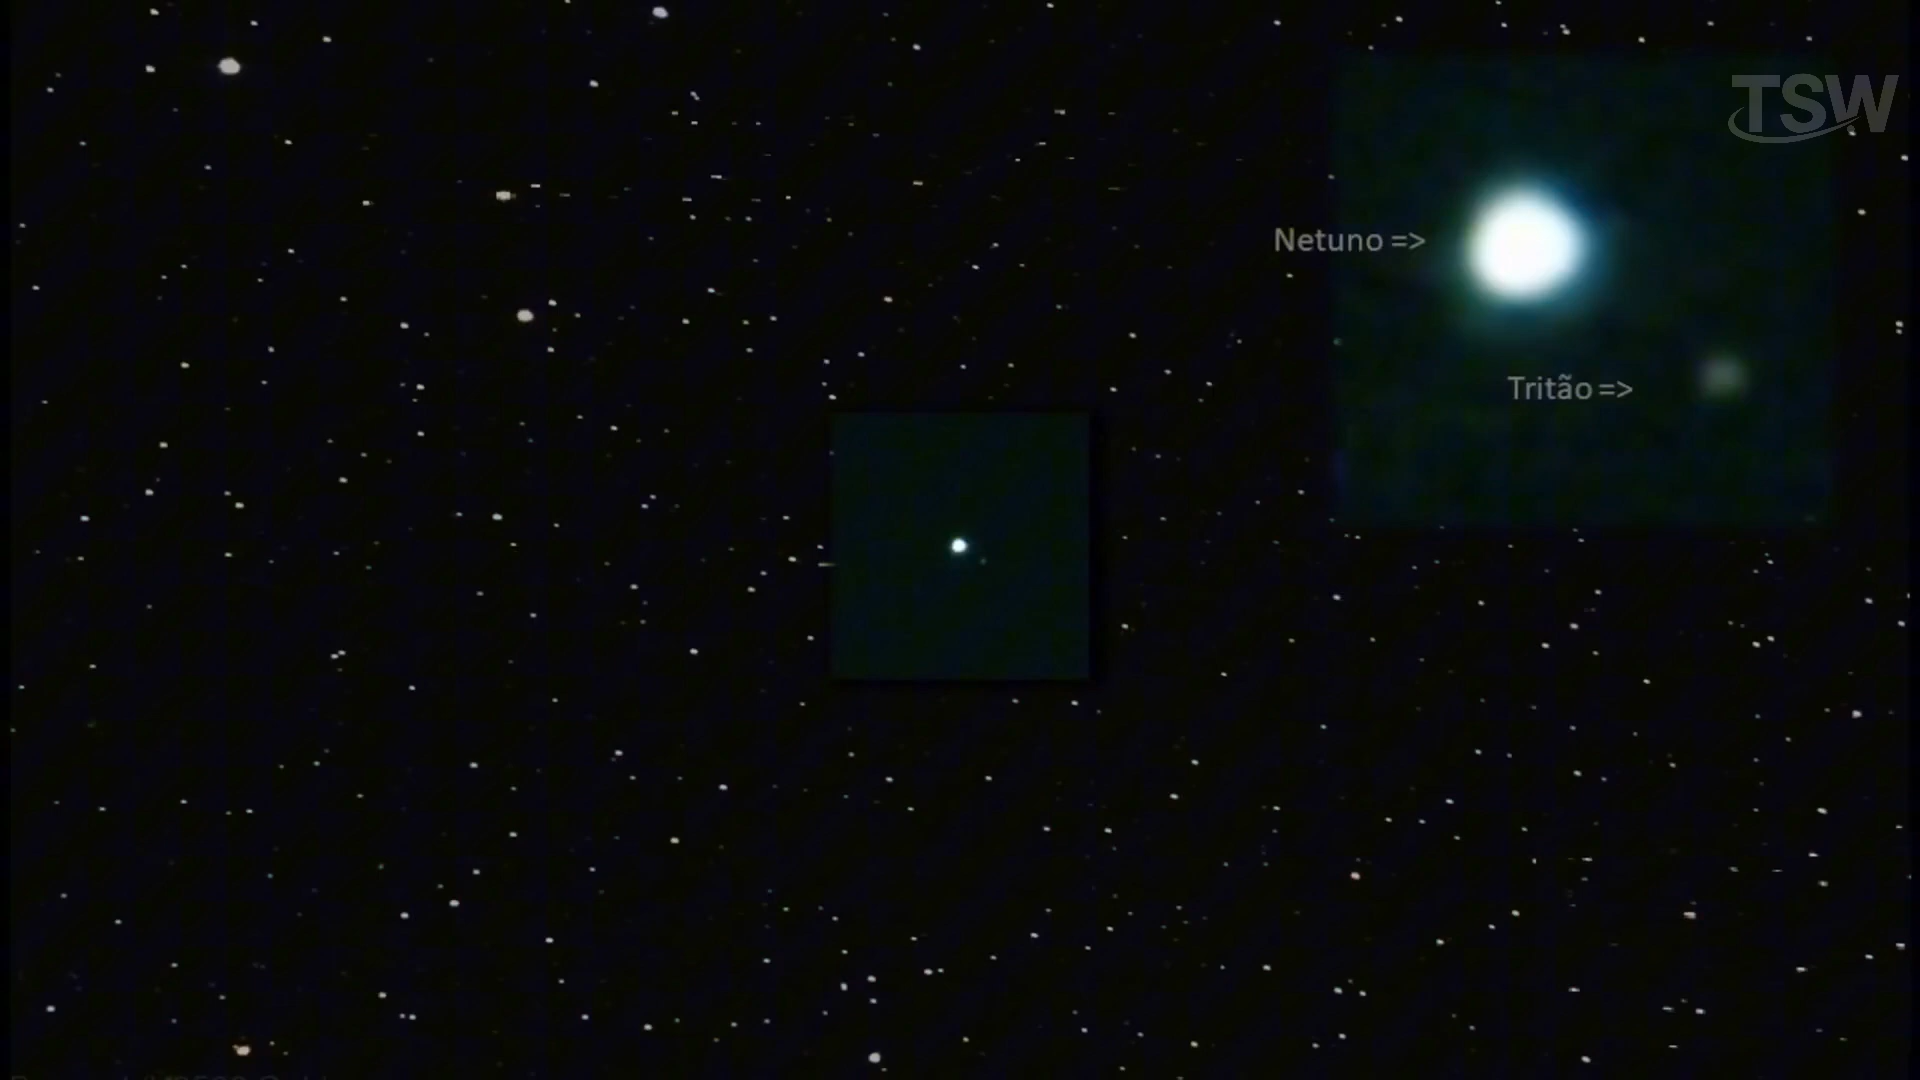 TSW
Netuno =>
Tritão =>